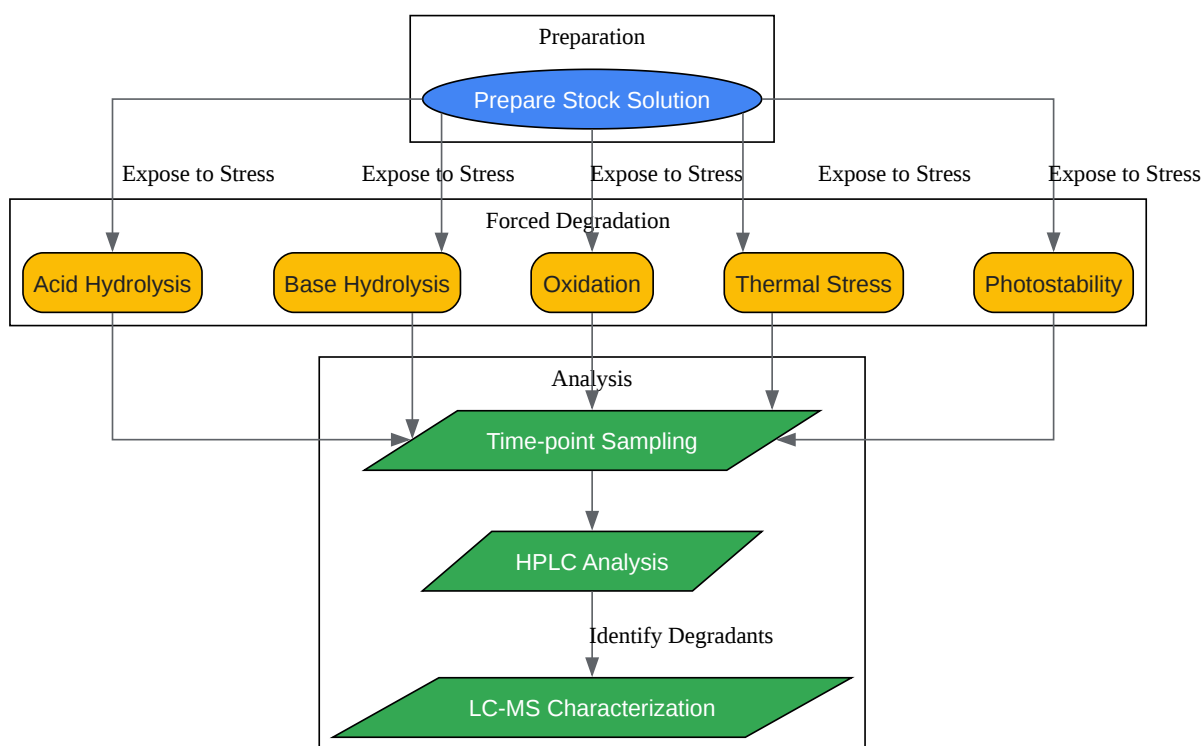 Preparation
Prepare Stock Solution
Expose to Stress
Expose to Stress
Expose to Stress
Expose to Stress
Expose to Stress
Forced Degradation
Acid Hydrolysis
Base Hydrolysis
Oxidation
Thermal Stress
Photostability
Analysis
Time-point Sampling
HPLC Analysis
Identify Degradants
LC-MS Characterization